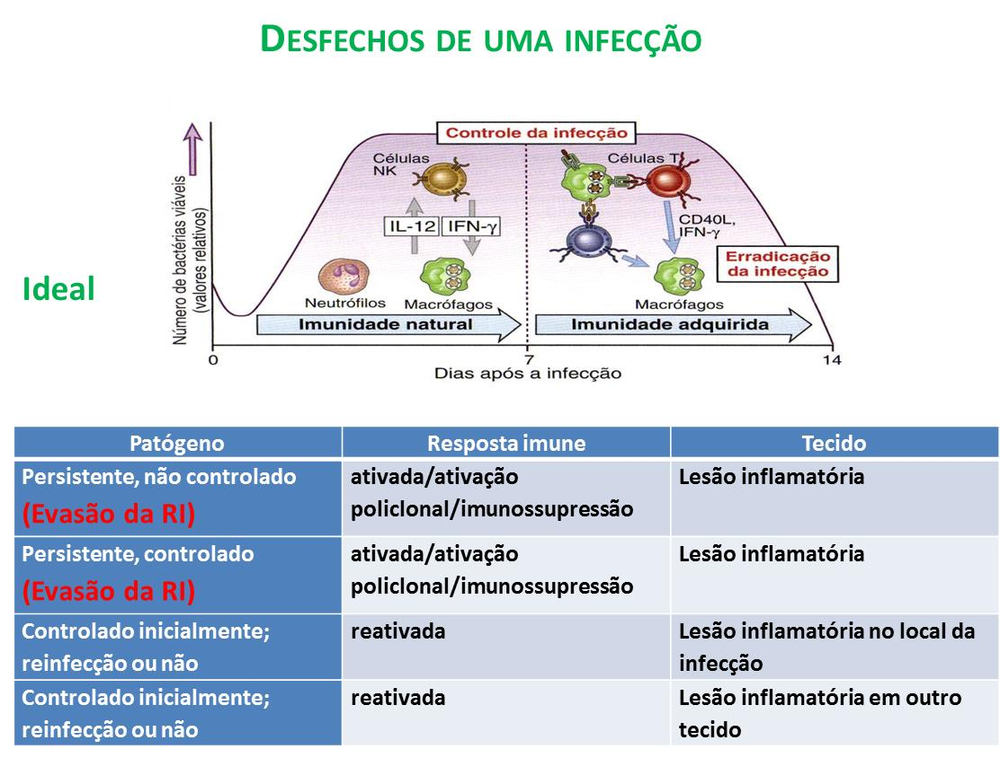 DESFECHOS DE UMA INFECÇÃO
Ideal
Número de bactérias viáveis
(valores relativos)
Controle da infecção
Células
NK
IL-12
IFN-γ
Neutrófilos
Macrófagos
Imunidade natural
Células T
CD40L,
IFN-γ
Erradicação
da infecção
Macrófagos
Imunidade adquirida
0
7
14
Dias após a infecção
Patógeno
Resposta imune
Tecido
Persistente, não controlado
(Evasão da RI)
ativada/ativação
policlonal/imunossupressão
Lesão inflamatória
Persistente, controlado
(Evasão da RI)
ativada/ativação
policlonal/imunossupressão
Lesão inflamatória
Controlado inicialmente;
reinfecção ou não
reativada
Lesão inflamatória no local da
infecção
Controlado inicialmente;
reinfecção ou não
reativada
Lesão inflamatória em outro
tecido